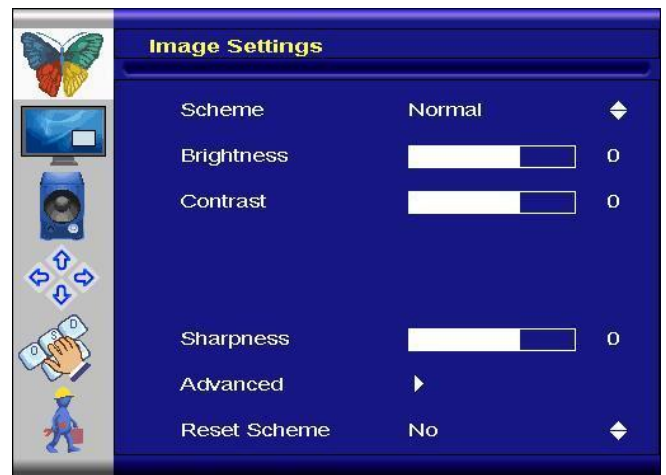 Image Settings
Scheme Normal
Brightness 0
Contrast 0
Sharpness 0
Advanced
Reset Scheme No
O S D